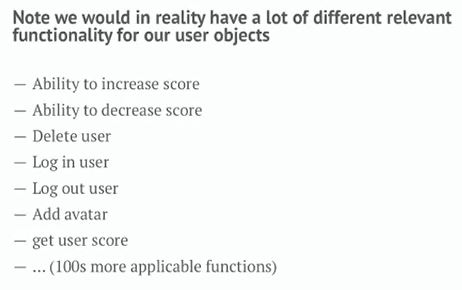 Note we would in reality have a lot of different relevant
functionality for our user objects
— Ability to increase score
— Ability to decrease score
— Delete user
— Log in user
— Log out user
— Add avatar
— get user score
— ... (100s more applicable functions)